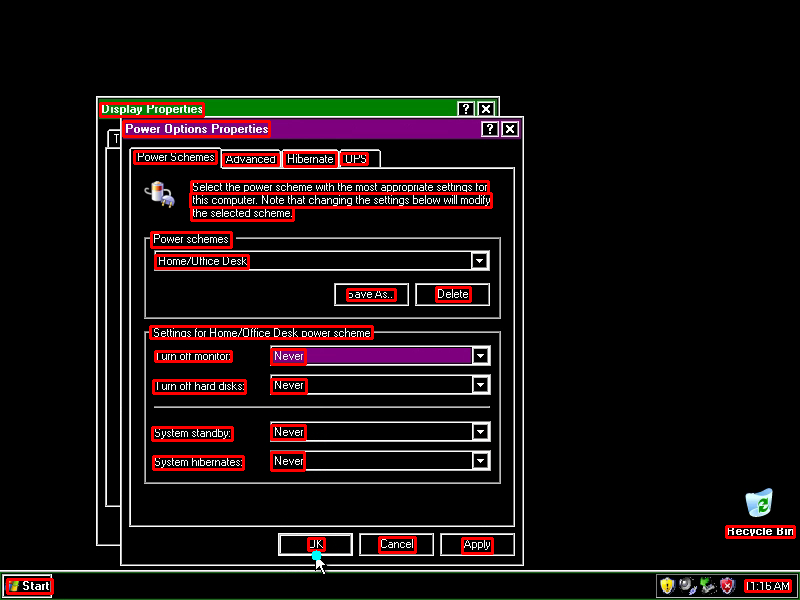 Display Properties
Power Options Properties
Power Schemes
Advanced
Hibernate
UPS
Select the power scheme with the most appropriate settings for
this computer. Note that changing the settings below will modify
the selected scheme.
Power schemes
Home/Office Desk
Save As...
Delete
Settings for Home/Office Desk power scheme
Turn off monitor:
Never
Turn off hard disks:
Never
System standby:
Never
System hibernates:
Never
OK
Cancel
Apply
Recycle Bin
Start